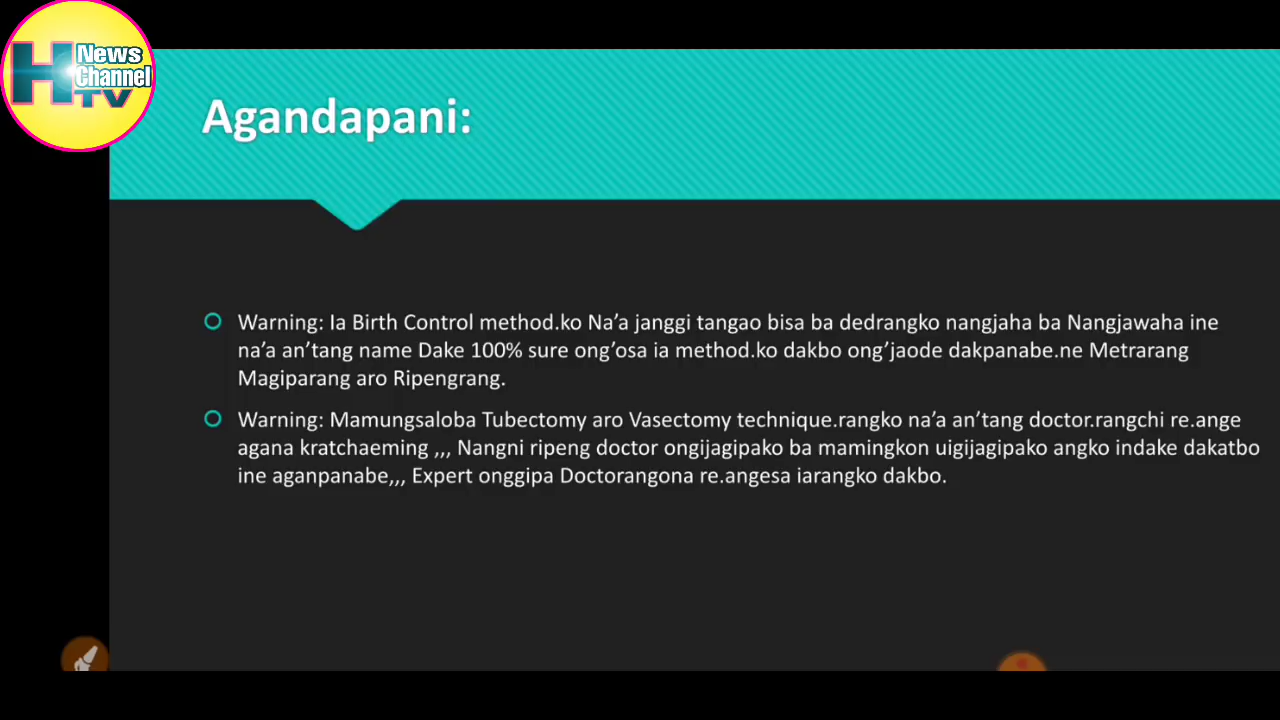 H News
Channel
TV
Agandapani:
Warning: Ia Birth Control method.ko Na’a janggi tangao bisa ba dedrangko nangjaha ba Nangjawaha ine
na’a an’tang name Dake 100% sure ong’osa ia method.ko dakbo ong’jaode dakpanabe.ne Metrarang
Magiparang aro Ripengrang.
Warning: Mamungsaloba Tubectomy aro Vasectomy technique.rangko na’a an’tang doctor.rangchi re.ange
agana kratchaeming ,,, Nangni ripeng doctor ongijagipako ba mamingkon uigijagipako angko indake dakatbo
ine aganpanabe,,, Expert onggipa Doctorangona re.angesa iarangko dakbo.